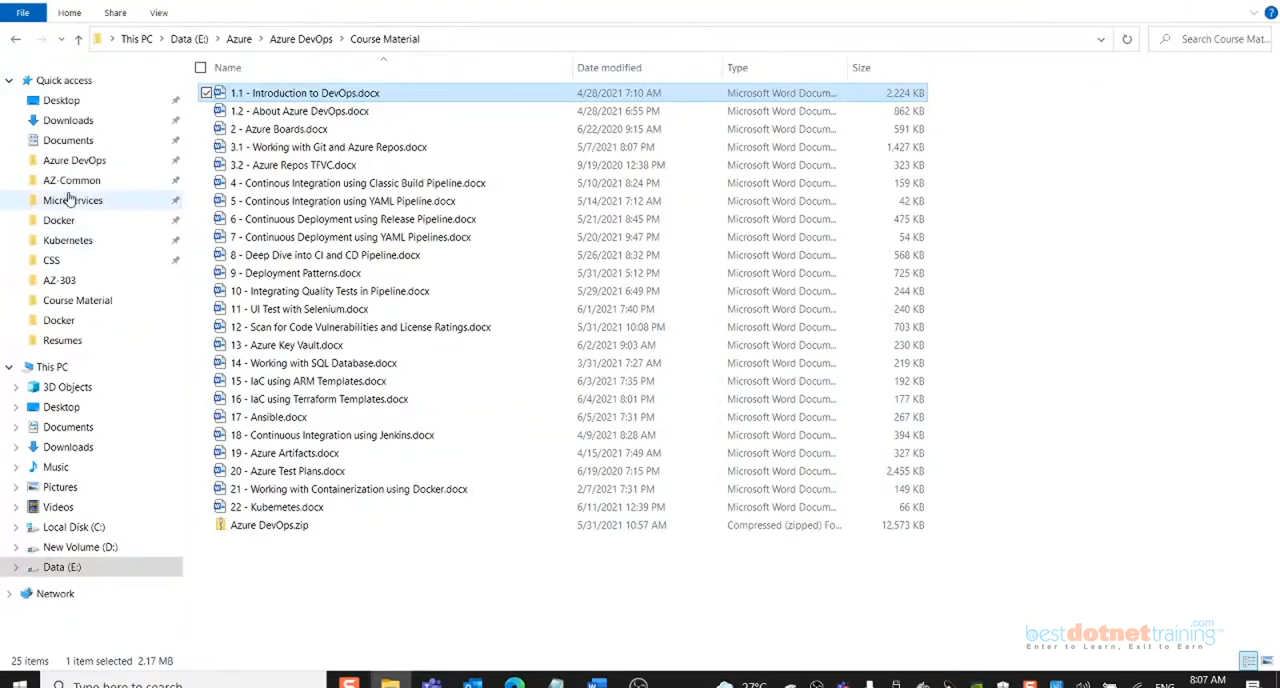 File Home Share View
This PC Data (E:) Azure Azure DevOps Course Material Search Course Mat...
Name Date modified Type Size
Quick access
Desktop
Downloads
Documents
Azure DevOps
AZ-Common
Microservices
Docker
Kubernetes
CSS
AZ-303
Course Material
Docker
Resumes
This PC
3D Objects
Desktop
Documents
Downloads
Music
Pictures
Videos
Local Disk (C:)
New Volume (D:)
Data (E:)
Network
1.1 - Introduction to DevOps.docx 4/28/2021 7:10 AM Microsoft Word Docum... 2,224 KB
1.2 - About Azure DevOps.docx 4/28/2021 6:55 PM Microsoft Word Docum... 862 KB
2 - Azure Boards.docx 6/22/2020 9:15 AM Microsoft Word Docum... 591 KB
3.1 - Working with Git and Azure Repos.docx 5/7/2021 8:07 PM Microsoft Word Docum... 1,427 KB
3.2 - Azure Repos TFVC.docx 9/19/2020 12:38 PM Microsoft Word Docum... 323 KB
4 - Continous Integration using Classic Build Pipeline.docx 5/10/2021 8:24 PM Microsoft Word Docum... 159 KB
5 - Continous Integration using YAML Pipeline.docx 5/14/2021 7:12 AM Microsoft Word Docum... 42 KB
6 - Continuous Deployment using Release Pipeline.docx 5/21/2021 8:45 PM Microsoft Word Docum... 475 KB
7 - Continuous Deployment using YAML Pipelines.docx 5/20/2021 9:47 PM Microsoft Word Docum... 54 KB
8 - Deep Dive into CI and CD Pipeline.docx 5/26/2021 8:32 PM Microsoft Word Docum... 568 KB
9 - Deployment Patterns.docx 5/31/2021 5:12 PM Microsoft Word Docum... 725 KB
10 - Integrating Quality Tests in Pipeline.docx 5/29/2021 6:49 PM Microsoft Word Docum... 244 KB
11 - UI Test with Selenium.docx 6/1/2021 7:40 PM Microsoft Word Docum... 240 KB
12 - Scan for Code Vulnerabilities and License Ratings.docx 5/31/2021 10:08 PM Microsoft Word Docum... 703 KB
13 - Azure Key Vault.docx 6/2/2021 9:03 AM Microsoft Word Docum... 230 KB
14 - Working with SQL Database.docx 3/31/2021 7:27 AM Microsoft Word Docum... 219 KB
15 - IaC using ARM Templates.docx 6/3/2021 7:35 PM Microsoft Word Docum... 192 KB
16 - IaC using Terraform Templates.docx 6/4/2021 8:01 PM Microsoft Word Docum... 177 KB
17 - Ansible.docx 6/5/2021 7:31 PM Microsoft Word Docum... 267 KB
18 - Continuous Integration using Jenkins.docx 4/9/2021 8:28 AM Microsoft Word Docum... 394 KB
19 - Azure Artifacts.docx 4/15/2021 7:49 AM Microsoft Word Docum... 327 KB
20 - Azure Test Plans.docx 6/19/2020 7:15 PM Microsoft Word Docum... 2,455 KB
21 - Working with Containerization using Docker.docx 2/7/2021 7:31 PM Microsoft Word Docum... 149 KB
22 - Kubernetes.docx 6/11/2021 12:39 PM Microsoft Word Docum... 66 KB
Azure DevOps.zip 5/31/2021 10:57 AM Compressed (zipped) Fo... 12,573 KB
bestdotnettraining.com™
Enter to Learn, Exit to Earn
25 items 1 item selected 2.17 MB
Type here to search 27°C ENG 8:07 AM